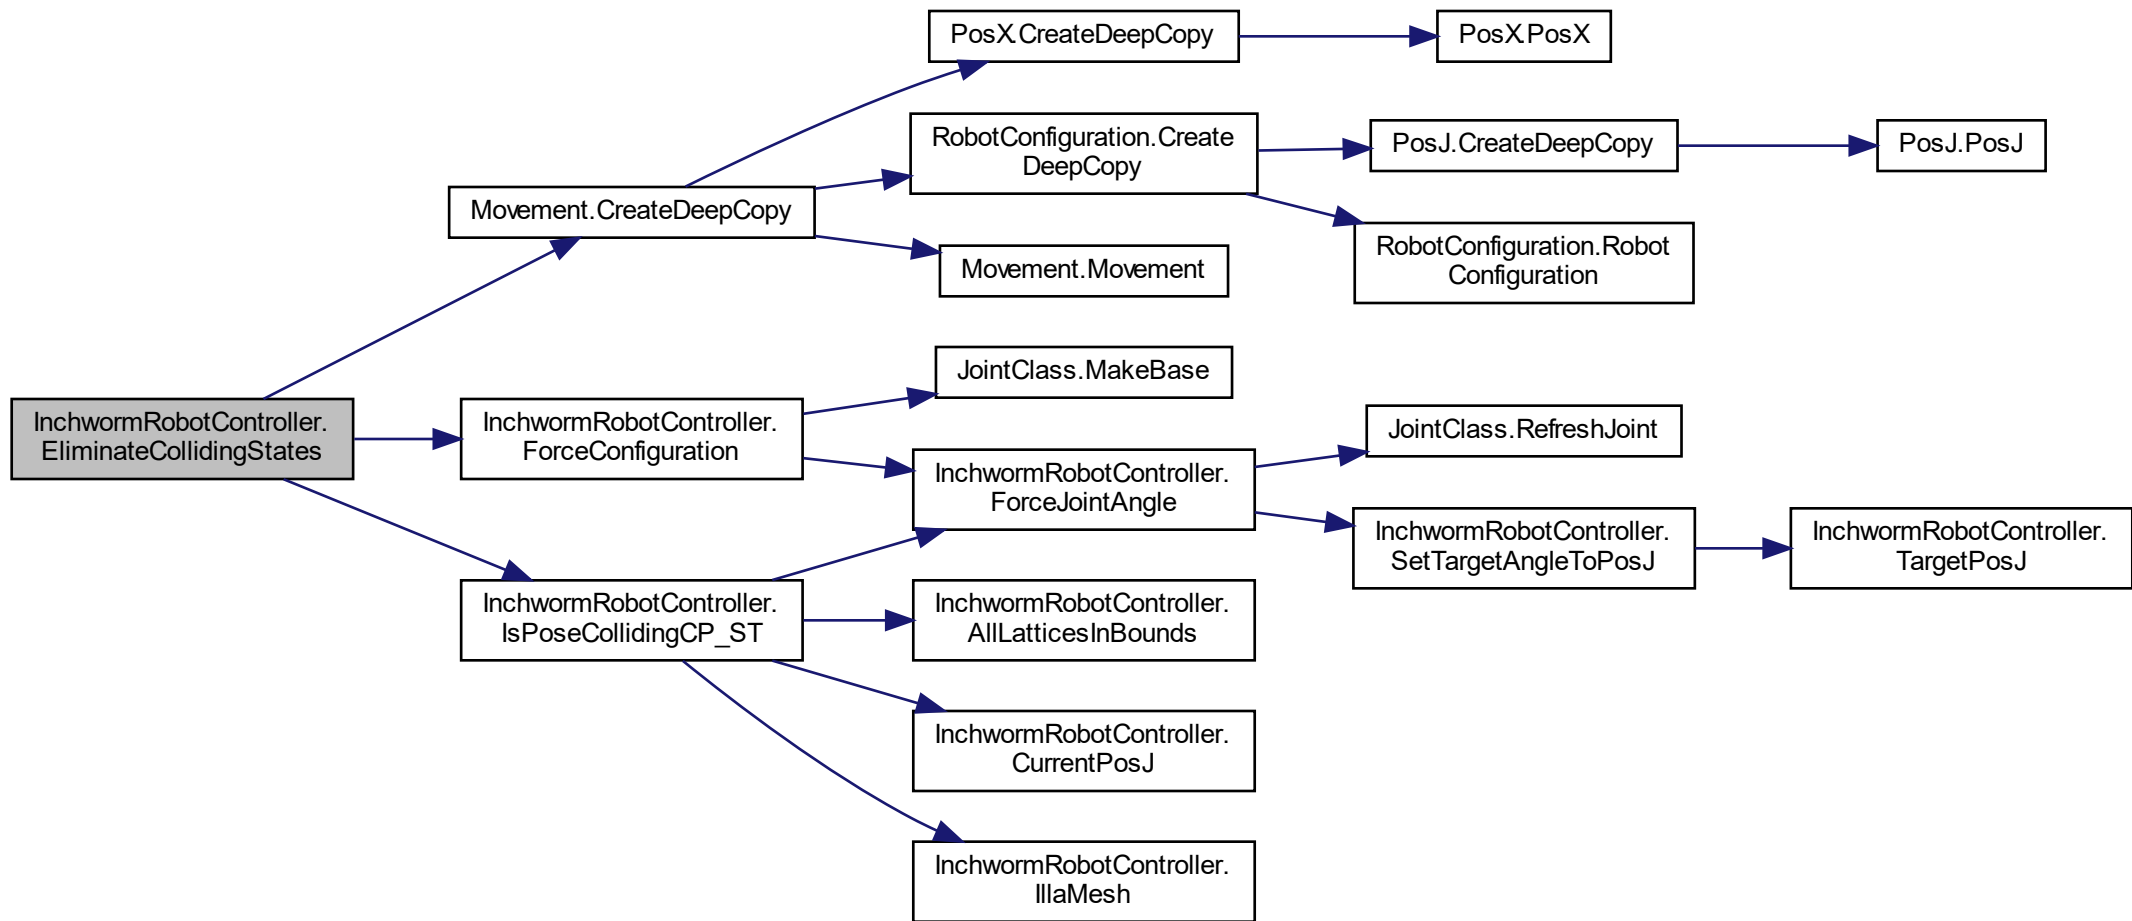 PosX.CreateDeepCopy
PosX.PosX
RobotConfiguration.Create
DeepCopy
PosJ.CreateDeepCopy
PosJ.PosJ
Movement.CreateDeepCopy
RobotConfiguration.Robot
Configuration
Movement.Movement
JointClass.MakeBase
InchwormRobotController.
EliminateCollidingStates
InchwormRobotController.
ForceConfiguration
JointClass.RefreshJoint
InchwormRobotController.
ForceJointAngle
InchwormRobotController.
SetTargetAngleToPosJ
InchwormRobotController.
TargetPosJ
InchwormRobotController.
IsPoseCollidingCP_ST
InchwormRobotController.
AllLatticesInBounds
InchwormRobotController.
CurrentPosJ
InchwormRobotController.
IllaMesh